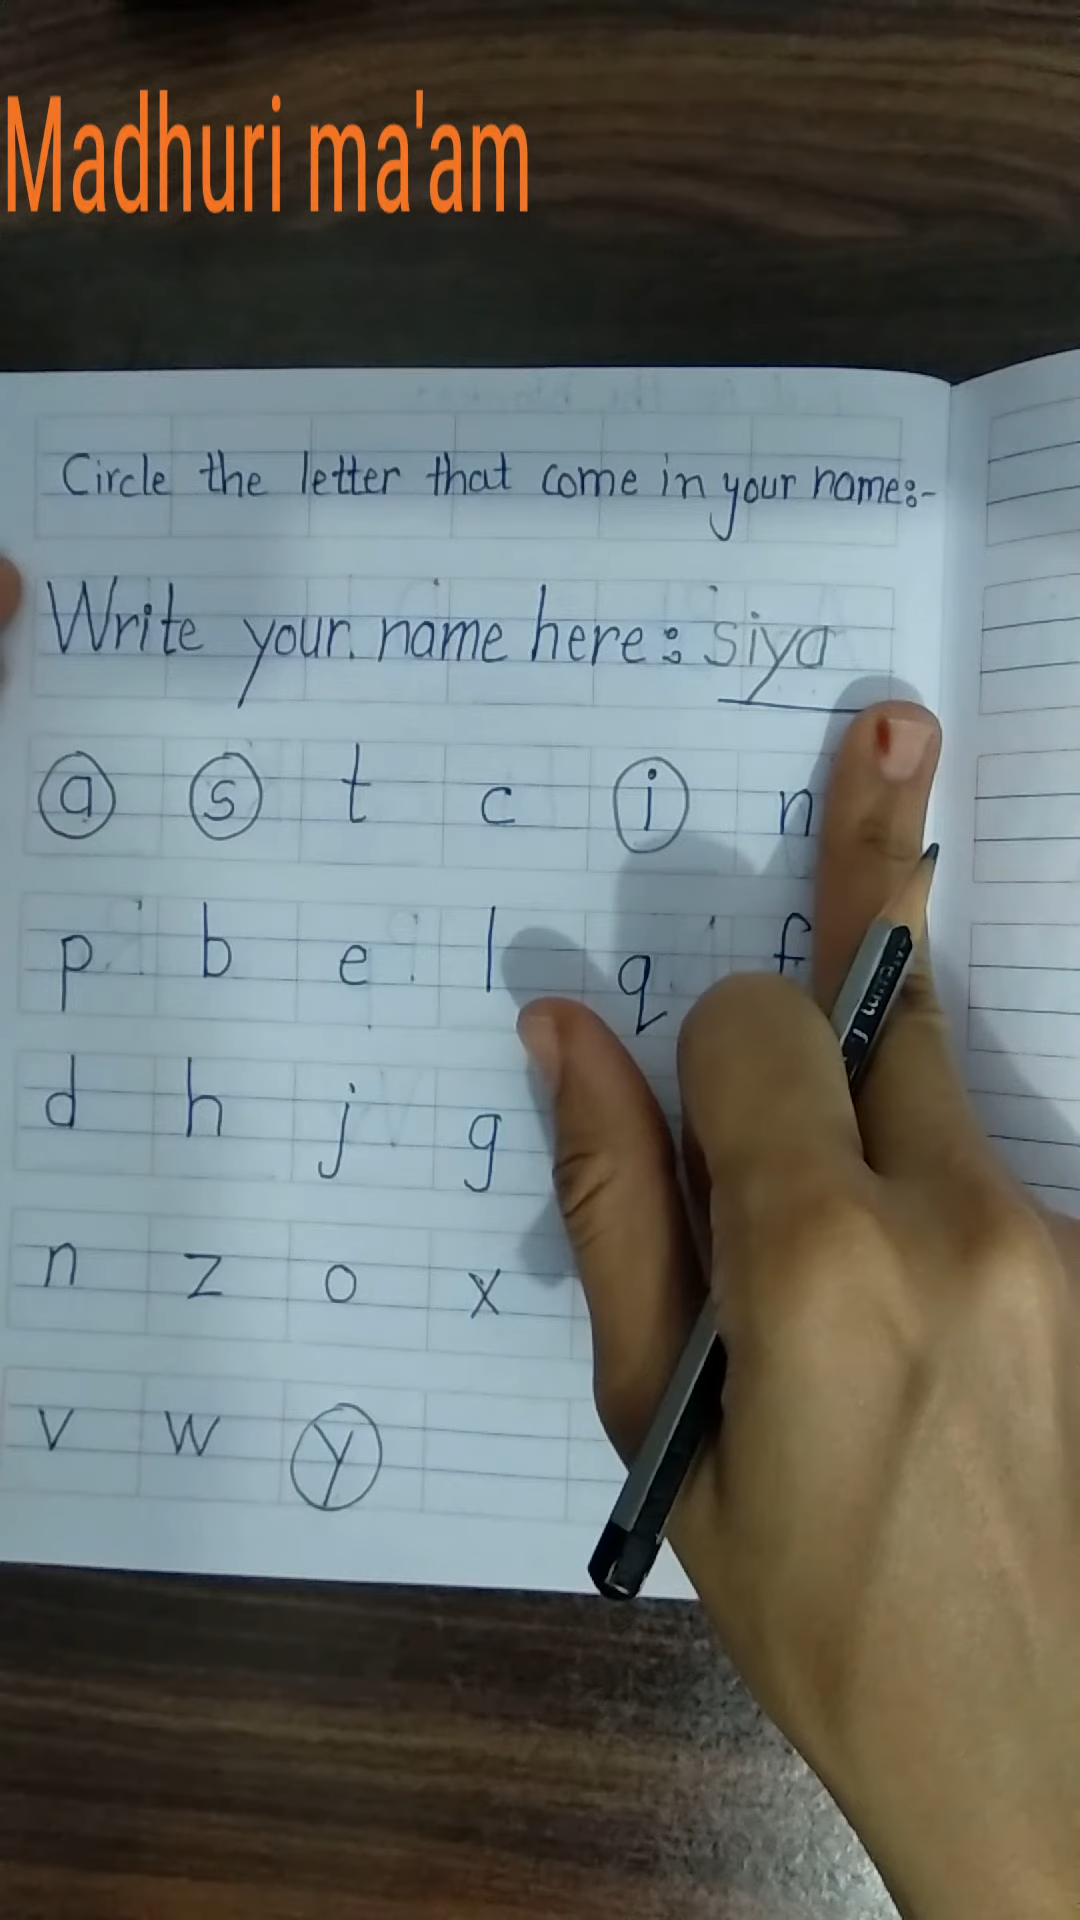 Madhuri ma'am
Circle the letter that come in your name:-
Write your name here: siya
a s t c i n
p b e l q f
d h j g
n z o x
v w y